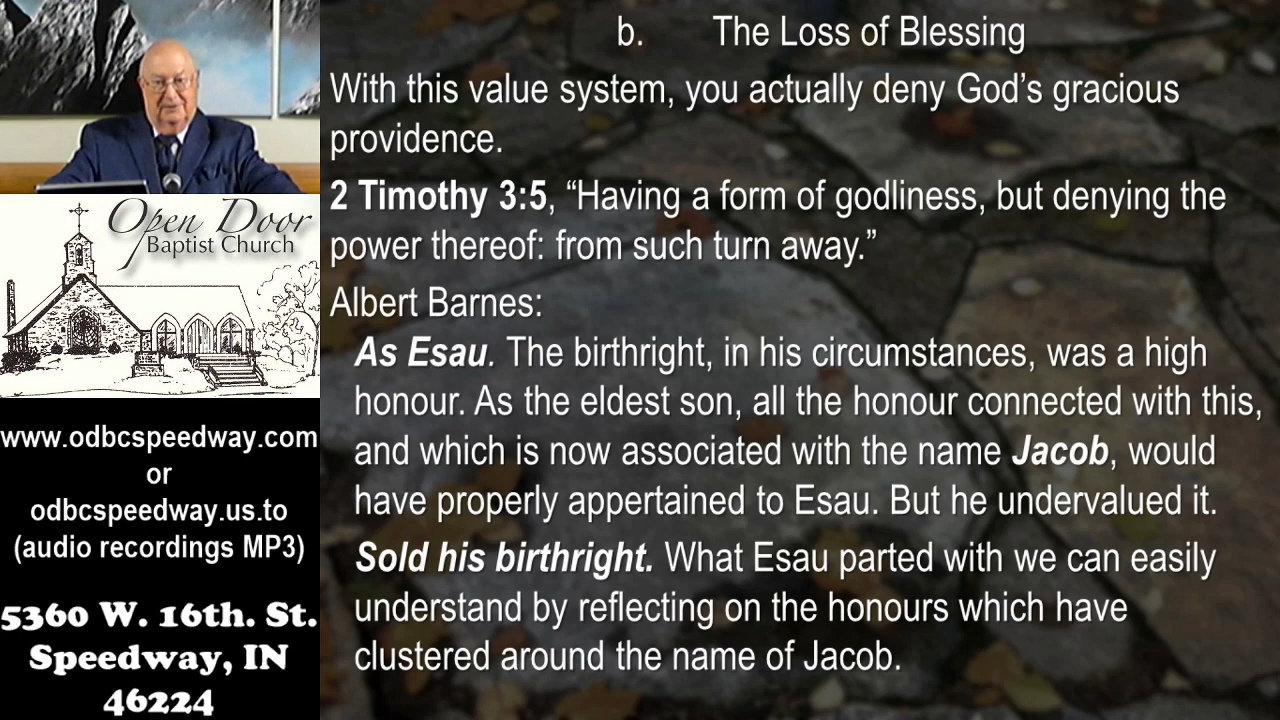 Open Door
Baptist Church
www.odbcspeedway.com
or
odbcspeedway.us.to
(audio recordings MP3)
5360 W. 16th. St.
Speedway, IN
46224
b. The Loss of Blessing
With this value system, you actually deny God’s gracious
providence.
2 Timothy 3:5, “Having a form of godliness, but denying the
power thereof: from such turn away.”
Albert Barnes:
As Esau. The birthright, in his circumstances, was a high
honour. As the eldest son, all the honour connected with this,
and which is now associated with the name Jacob, would
have properly appertained to Esau. But he undervalued it.
Sold his birthright. What Esau parted with we can easily
understand by reflecting on the honours which have
clustered around the name of Jacob.